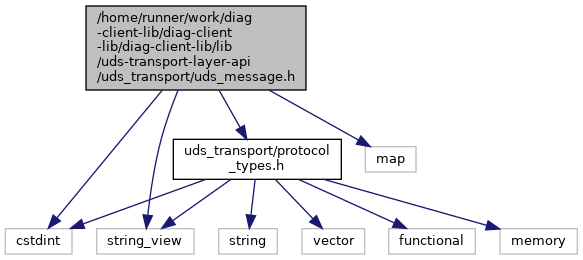 /home/runner/work/diag
-client-lib/diag-client
-lib/diag-client-lib/lib
/uds-transport-layer-api
/uds_transport/uds_message.h
uds_transport/protocol
_types.h
map
cstdint
string_view
string
vector
functional
memory